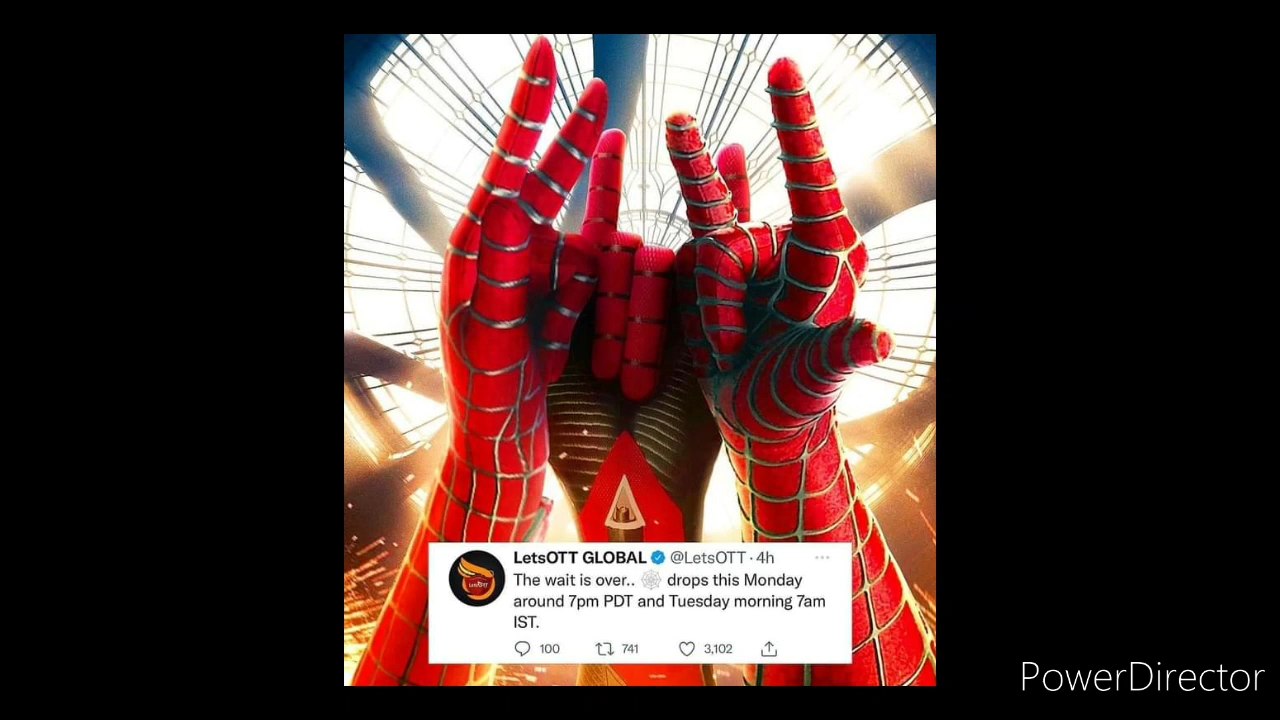 LetsOTT GLOBAL @LetsOTT · 4h
The wait is over.. 🕸 drops this Monday
around 7pm PDT and Tuesday morning 7am
IST.
100 741 3,102
PowerDirector